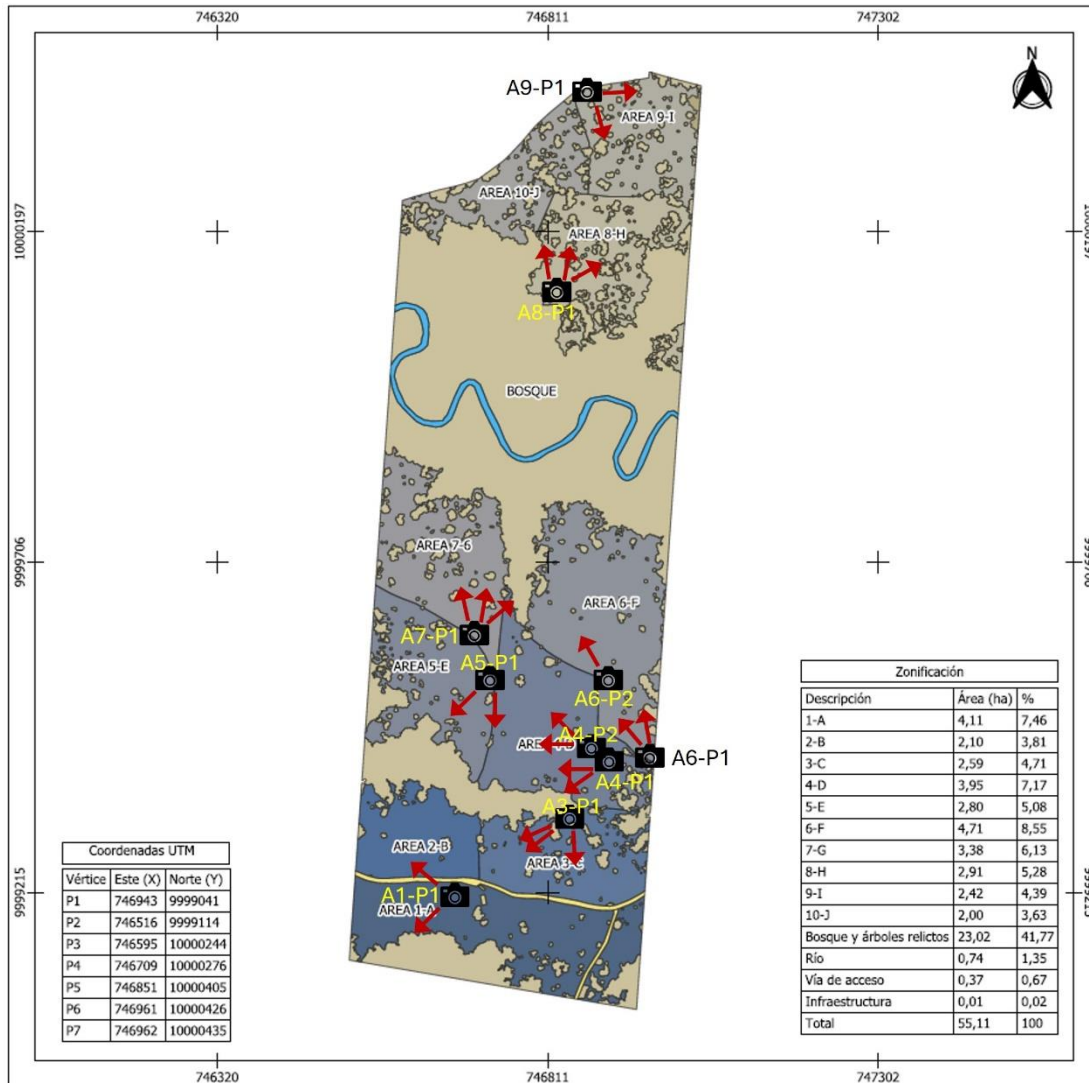 746320 746811 747302
N
A9-P1
AREA 9-I
AREA 10-J
10000197 10000197
AREA 8-H
A8-P1
BOSQUE
AREA 7-6
9999706 9999706
AREA 6-F
A7-P1
A5-P1
AREA 5-E
A6-P2
A4-P2
A6-P1
A4-P1
A3-P1
AREA 2-B
AREA 3-C
A1-P1
9999215 9999215
AREA 1-A
Coordenadas UTM
Vértice Este (X) Norte (Y)
P1 746943 9999041
P2 746516 9999114
P3 746595 10000244
P4 746709 10000276
P5 746851 10000405
P6 746961 10000426
P7 746962 10000435
Zonificación
Descripción Área (ha) %
1-A 4,11 7,46
2-B 2,10 3,81
3-C 2,59 4,71
4-D 3,95 7,17
5-E 2,80 5,08
6-F 4,71 8,55
7-G 3,38 6,13
8-H 2,91 5,28
9-I 2,42 4,39
10-J 2,00 3,63
Bosque y árboles relictos 23,02 41,77
Río 0,74 1,35
Vía de acceso 0,37 0,67
Infraestructura 0,01 0,02
Total 55,11 100
746320 746811 747302